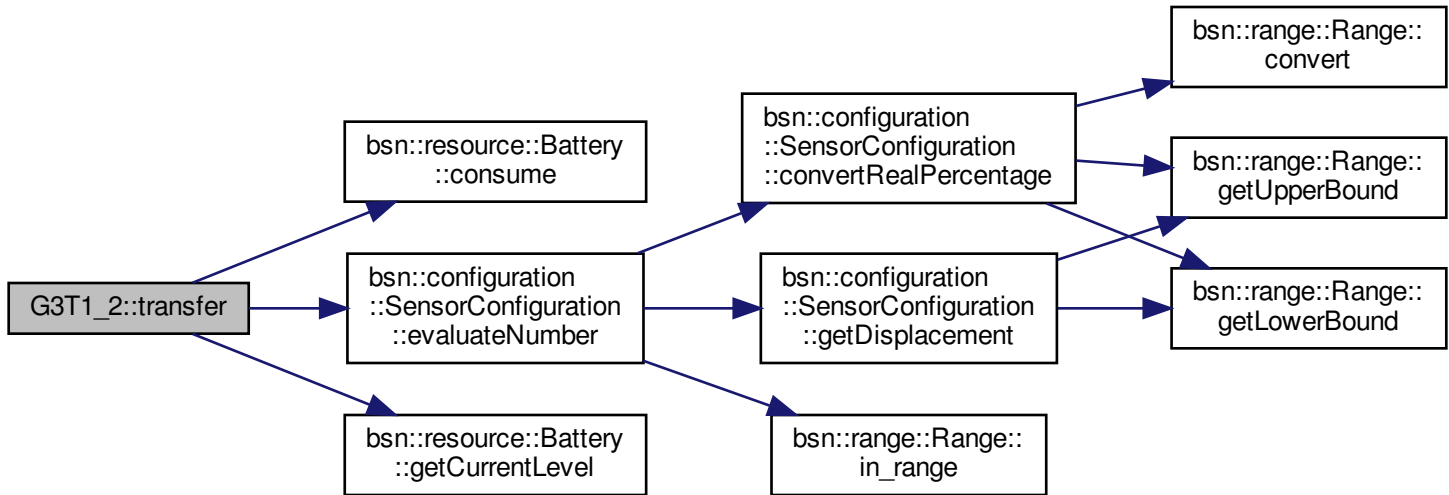 G3T1_2::transfer
bsn::resource::Battery
::consume
bsn::configuration
::SensorConfiguration
::evaluateNumber
bsn::resource::Battery
::getCurrentLevel
bsn::configuration
::SensorConfiguration
::convertRealPercentage
bsn::configuration
::SensorConfiguration
::getDisplacement
bsn::range::Range::
in_range
bsn::range::Range::
convert
bsn::range::Range::
getUpperBound
bsn::range::Range::
getLowerBound